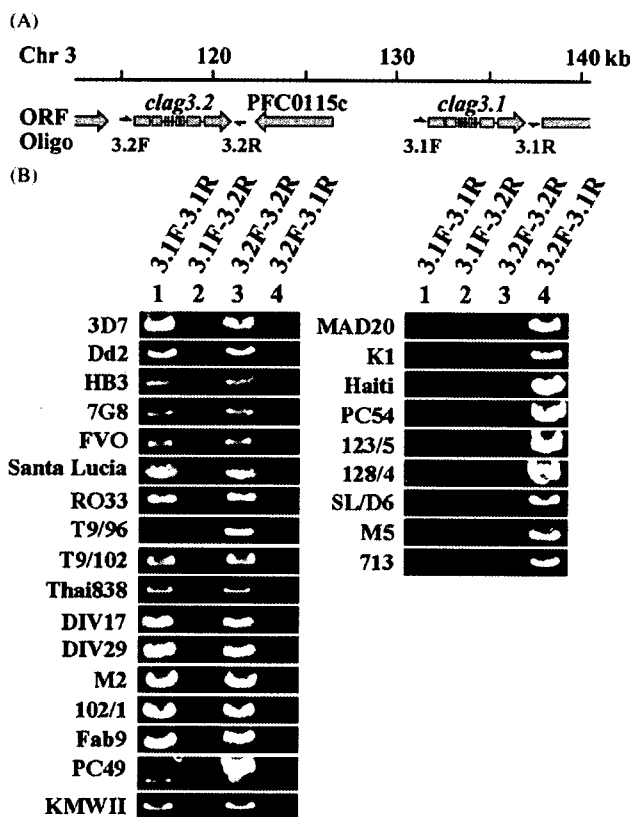 (A)
Chr 3 120 130 140 kb
clag3.2 PFC0115c clag3.1
ORF
Oligo
3.2F 3.2R 3.1F 3.1R
(B)
3.1F-3.1R 3.1F-3.2R 3.2F-3.2R 3.2F-3.1R
1 2 3 4
3D7
Dd2
HB3
7G8
FVO
Santa Lucia
RO33
T9/96
T9/102
Thai838
DIV17
DIV29
M2
102/1
Fab9
PC49
KMWII
3.1F-3.1R 3.1F-3.2R 3.2F-3.2R 3.2F-3.1R
1 2 3 4
MAD20
K1
Haiti
PC54
123/5
128/4
SL/D6
M5
713